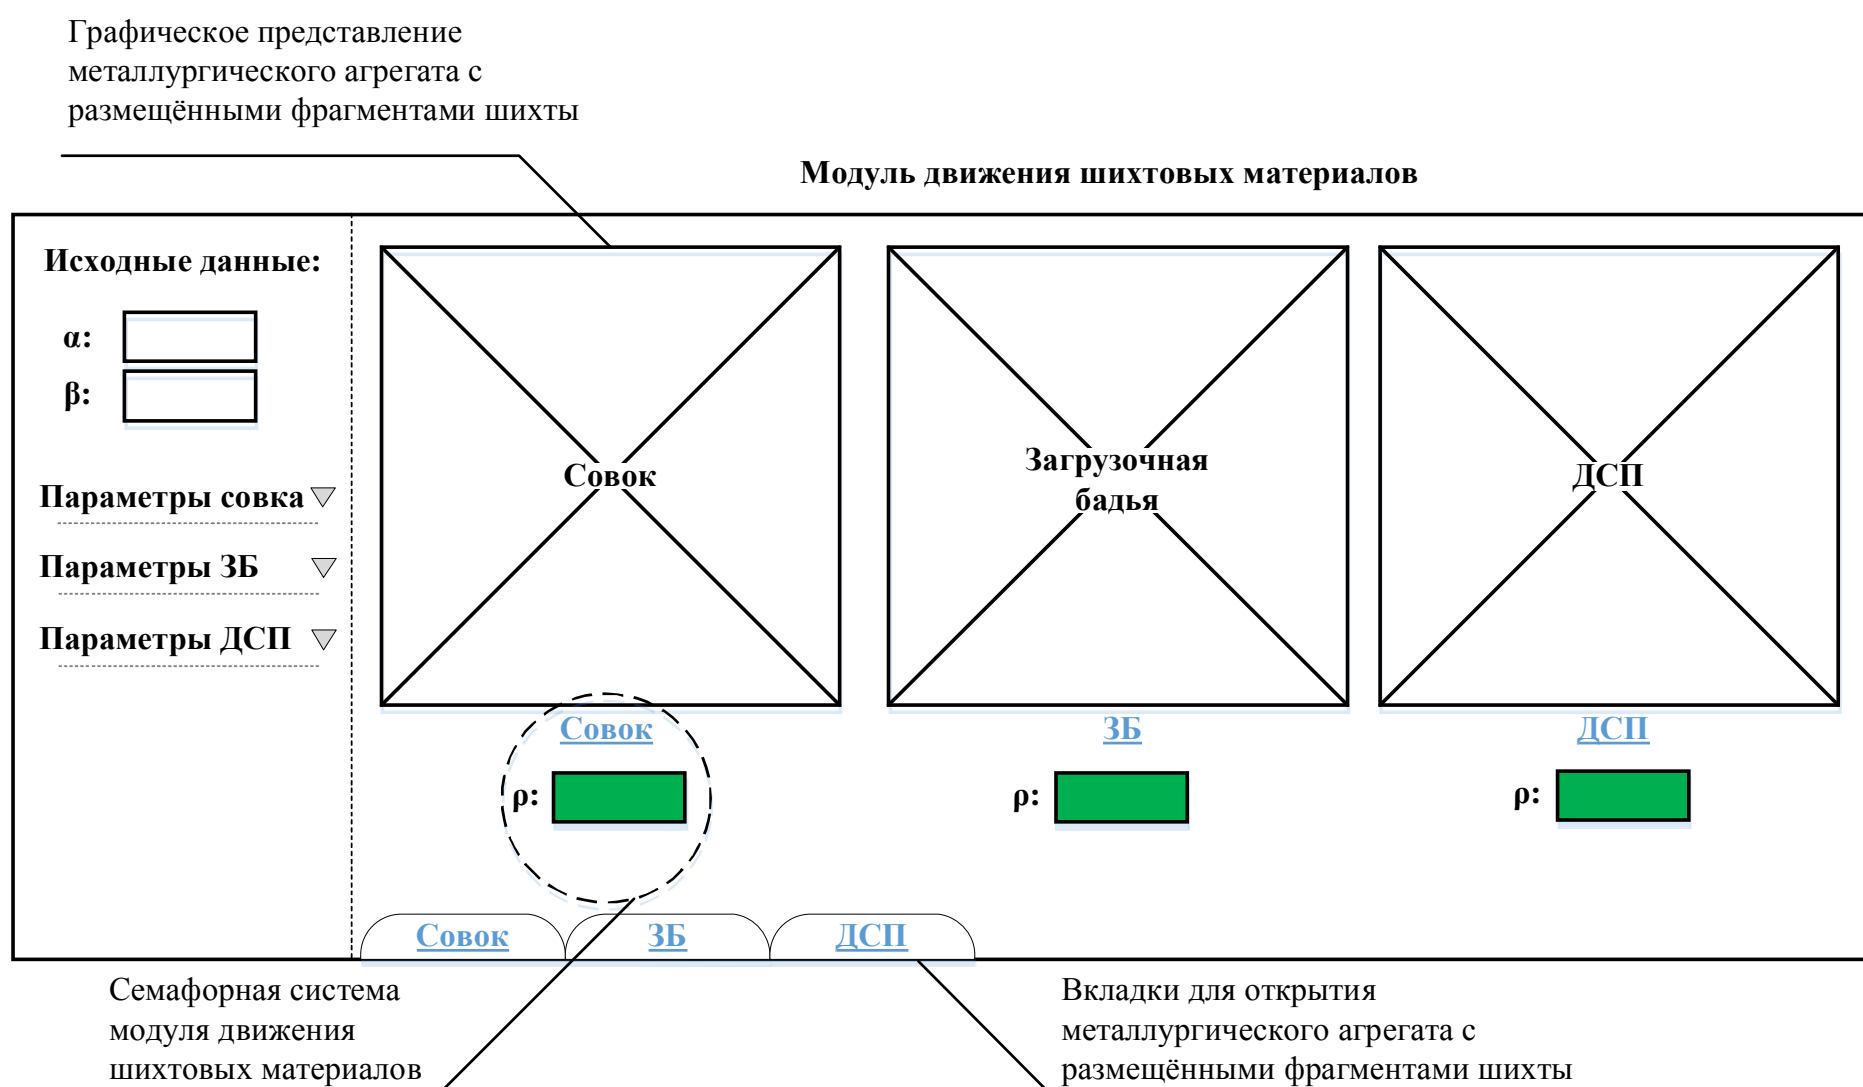 Графическое представление
металлургического агрегата с
размещёнными фрагментами шихты
Модуль движения шихтовых материалов
Исходные данные:
α:
β:
Параметры совка
Параметры ЗБ
Параметры ДСП
Совок
Загрузочная
бадья
ДСП
Совок
ЗБ
ДСП
ρ:
ρ:
ρ:
Совок
ЗБ
ДСП
Семафорная система
модуля движения
шихтовых материалов
Вкладки для открытия
металлургического агрегата с
размещёнными фрагментами шихты